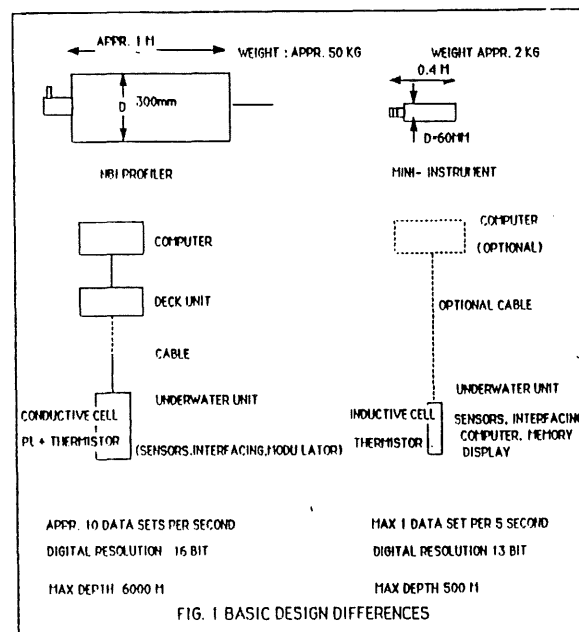 APPR. 1 M
WEIGHT : APPR. 50 KG
D 300mm
NBI PROFILER
COMPUTER
DECK UNIT
CABLE
UNDERWATER UNIT
CONDUCTIVE CELL
Pt. + THERMISTOR
(SENSORS,INTERFACING,MODULATOR)
APPR. 10 DATA SETS PER SECOND
DIGITAL RESOLUTION 16 BIT
MAX DEPTH 6000 M
WEIGHT APPR. 2 KG
0.4 M
D=60MM
MINI- INSTRUMENT
COMPUTER
(OPTIONAL)
OPTIONAL CABLE
UNDERWATER UNIT
INDUCTIVE CELL
THERMISTOR
SENSORS, INTERFACING
COMPUTER, MEMORY
DISPLAY
MAX 1 DATA SET PER 5 SECOND
DIGITAL RESOLUTION 13 BIT
MAX DEPTH 500 M
FIG. 1 BASIC DESIGN DIFFERENCES